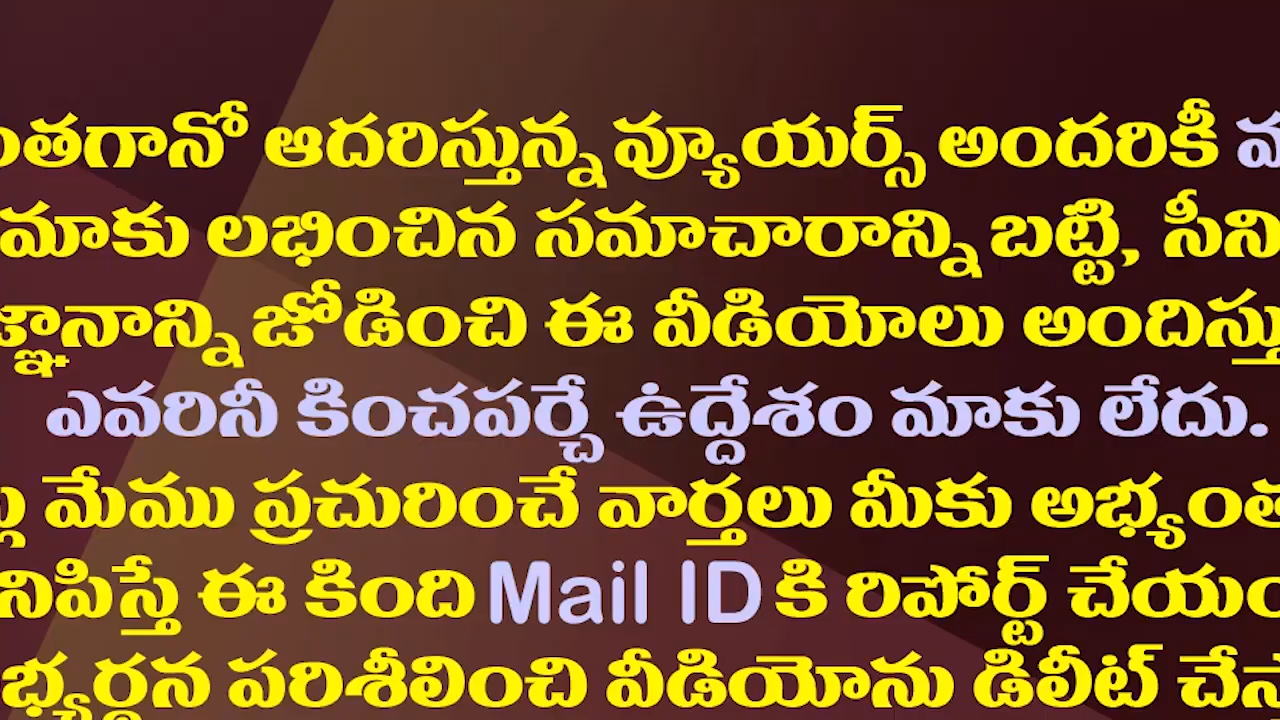 ంతగానో ఆదరిస్తున్న వ్యూయర్స్ అందరికీ
మాకు లభించిన సమాచారాన్ని బట్టి, సీని
జ్ఞానాన్ని జోడించి ఈ వీడియోలు అందిస్తు
ఎవరినీ కించపర్చే ఉద్దేశం మాకు లేదు.
మేము ప్రచురించే వార్తలు మీకు అభ్యంత
నిపిస్తే ఈ కింది Mail ID కి రిపోర్ట్ చేయం
భ్యర్థన పరిశీలించి వీడియోను డిలీట్ చేస